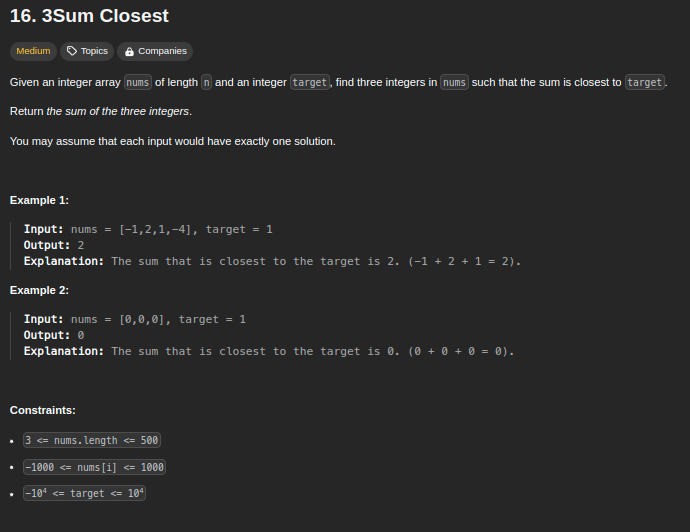 16. 3Sum Closest
Medium Topics Companies
Given an integer array nums of length n and an integer target, find three integers in nums such that the sum is closest to target.
Return the sum of the three integers.
You may assume that each input would have exactly one solution.
Example 1:
Input: nums = [-1,2,1,-4], target = 1
Output: 2
Explanation: The sum that is closest to the target is 2. (-1 + 2 + 1 = 2).
Example 2:
Input: nums = [0,0,0], target = 1
Output: 0
Explanation: The sum that is closest to the target is 0. (0 + 0 + 0 = 0).
Constraints:
• 3 <= nums.length <= 500
• -1000 <= nums[i] <= 1000
• -10⁴ <= target <= 10⁴